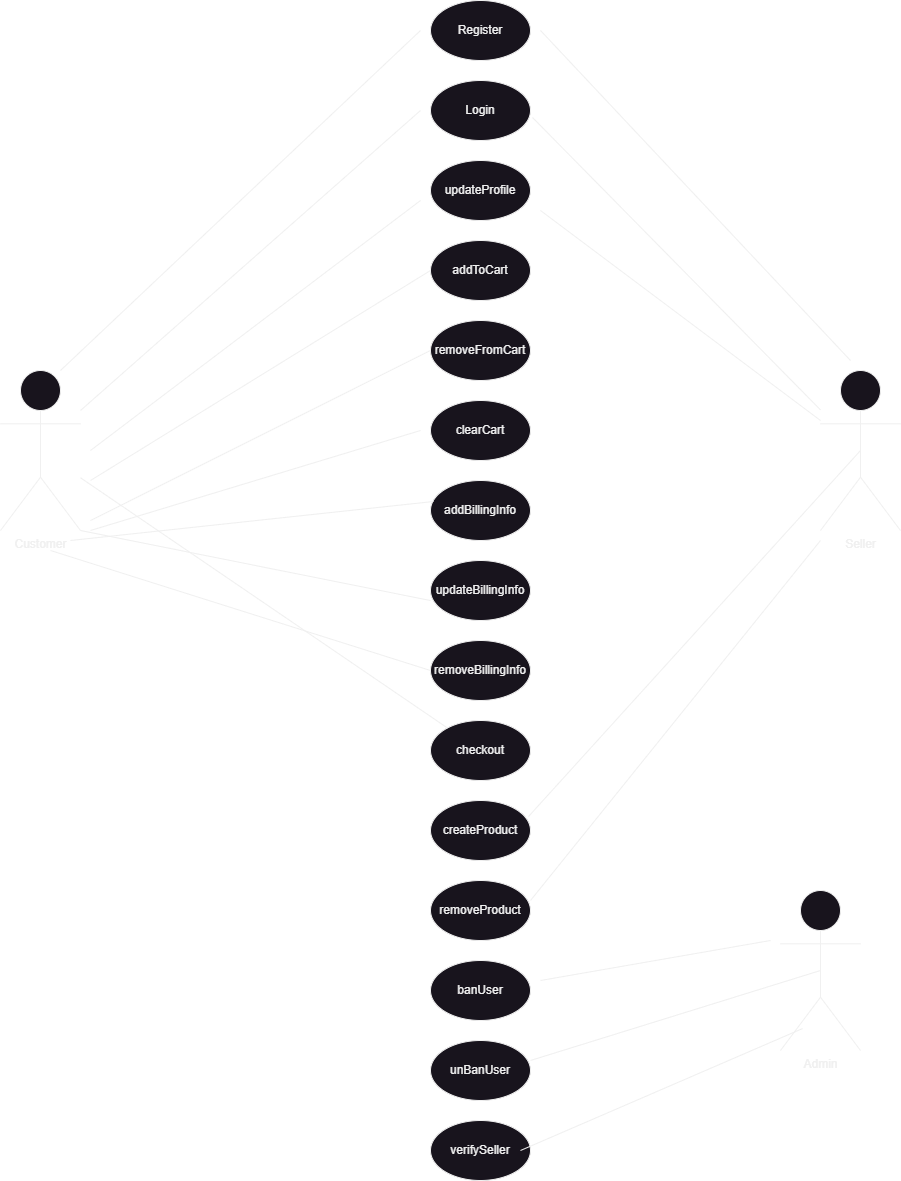 Register
Login
updateProfile
addToCart
removeFromCart
clearCart
addBillingInfo
Customer
Seller
updateBillingInfo
removeBillingInfo
checkout
createProduct
removeProduct
banUser
unBanUser
Admin
verifySeller